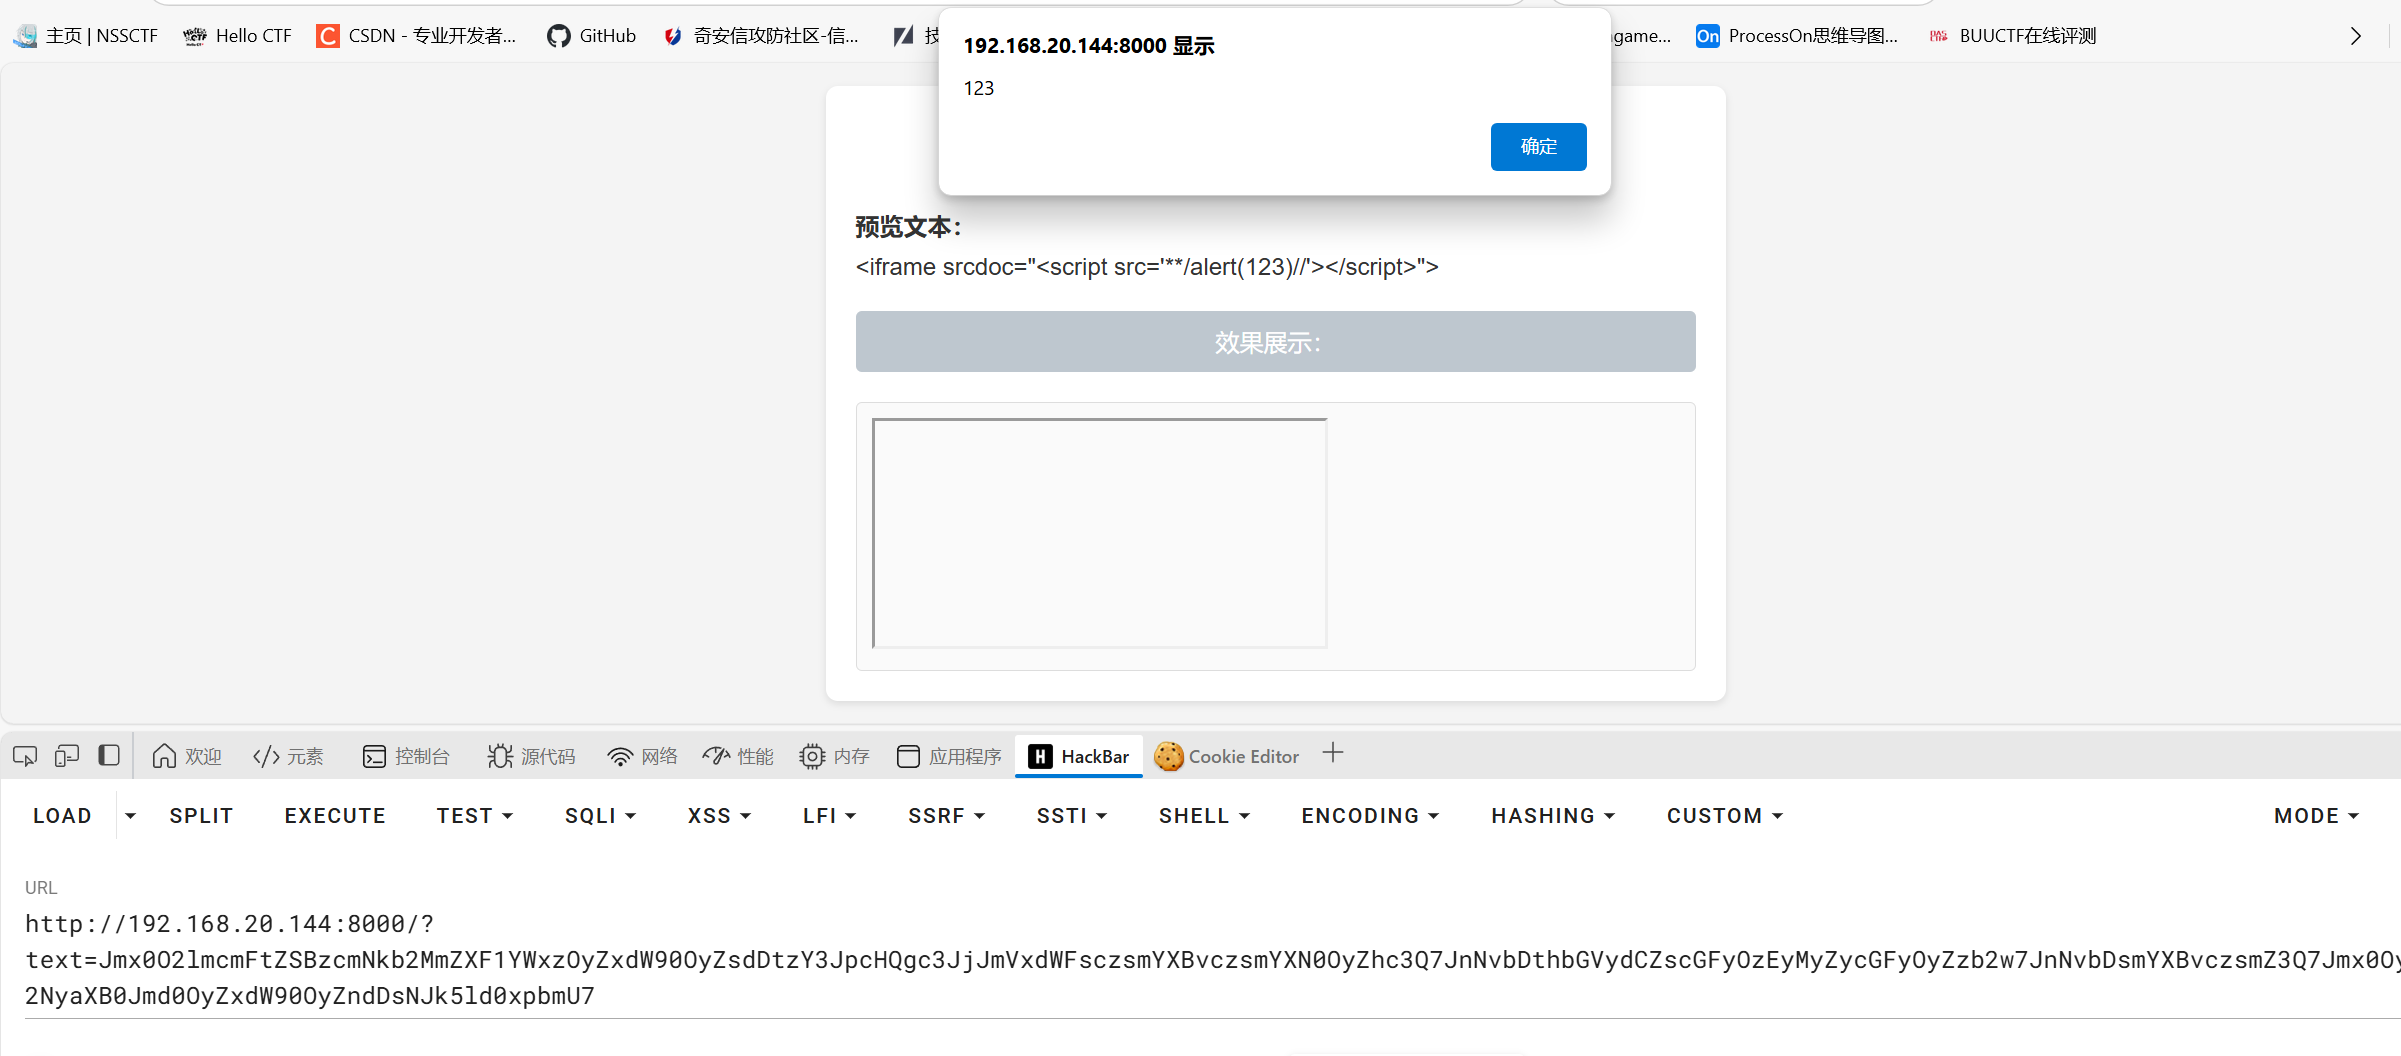 主页 | NSSCTF
Hello CTF
CSDN - 专业开发者...
GitHub
奇安信攻防社区-信...
技
game...
ProcessOn思维导图...
BUUCTF在线评测
192.168.20.144:8000 显示
123
确定
预览文本:
<iframe srcdoc="<script src='**/alert(123)//'></script>">
效果展示:
欢迎
</> 元素
控制台
源代码
网络
性能
内存
应用程序
HackBar
Cookie Editor
LOAD
SPLIT
EXECUTE
TEST
SQLI
XSS
LFI
SSRF
SSTI
SHELL
ENCODING
HASHING
CUSTOM
MODE
URL
http://192.168.20.144:8000/?
text=Jmx0O2lmcmFtZSBzcmNkb2MmZXF1YWxzOyZxdW90OyZsdDtzY3JpcHQgc3JjJmVxdWFsczsmYXBvczsmYXN0OyZhc3Q7JnNvbDthbGVydCZscGFyOzEyMyZycGFyOyZzb2w7JnNvbDsmYXBvczsmZ3Q7Jmx0Oy
2NyaXB0Jmd0OyZxdW90OyZndDsNJk5ld0xpbmU7